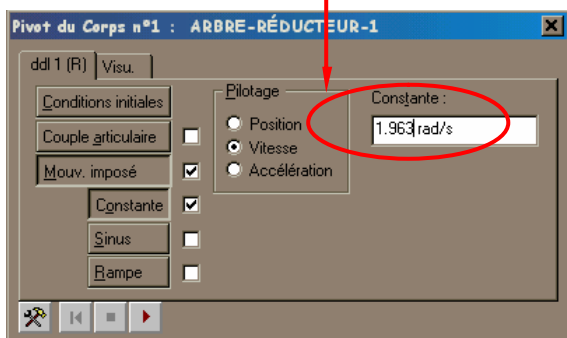 Pivot du Corps nº1 : ARBRE-RÉDUCTEUR-1
ddl 1 (R) Visu.
Conditions initiales
Couple articulaire
Mouv. imposé
Constante
Sinus
Rampe
Pilotage
Position
Vitesse
Accélération
Constante :
1.963 rad/s